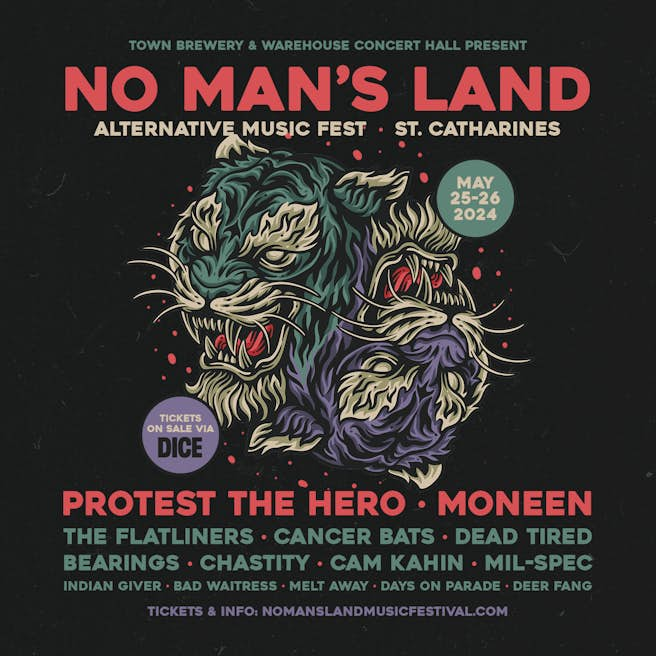 TOWN BREWERY & WAREHOUSE CONCERT HALL PRESENT
NO MAN'S LAND
ALTERNATIVE MUSIC FEST · ST. CATHARINES
MAY
25-26
2024
TICKETS
ON SALE VIA
DICE
PROTEST THE HERO · MONEEN
THE FLATLINERS · CANCER BATS · DEAD TIRED
BEARINGS · CHASTITY · CAM KAHIN · MIL-SPEC
INDIAN GIVER · BAD WAITRESS · MELT AWAY · DAYS ON PARADE · DEER FANG
TICKETS & INFO: NOMANSLANDMUSICFESTIVAL.COM